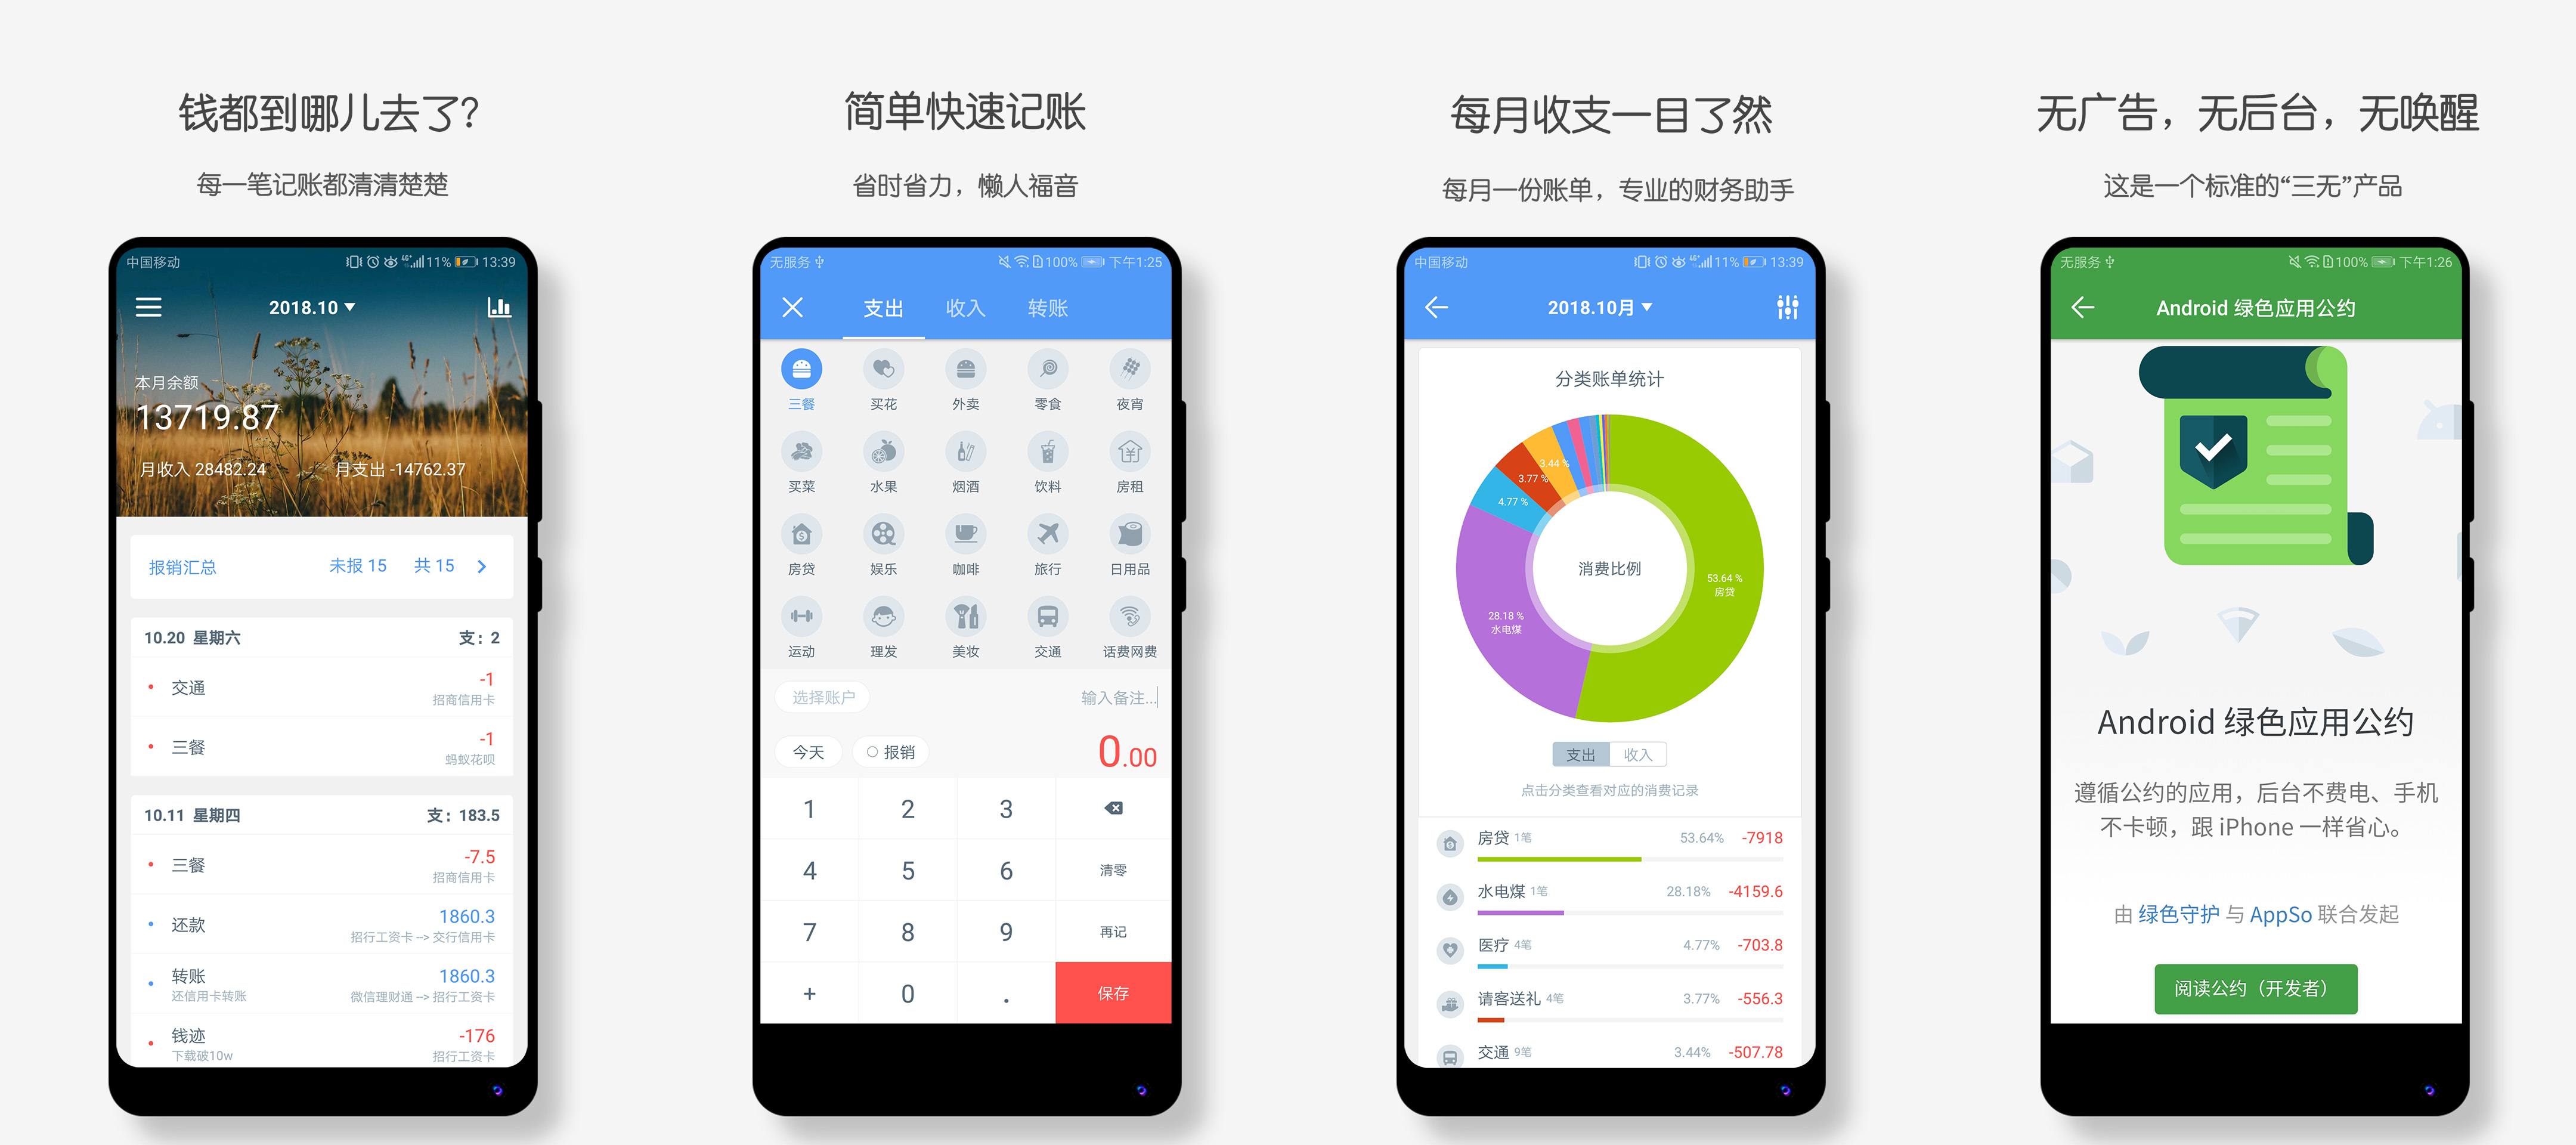 钱都到哪儿去了?
每一笔记账都清清楚楚
中国移动 11% 13:39
2018.10
本月余额
13719.87
月收入 28482.24 月支出 -14762.37
报销汇总 未报 15 共 15
10.20 星期六 支: 2
交通 -1
招商信用卡
三餐 -1
蚂蚁花呗
10.11 星期四 支: 183.5
三餐 -7.5
招商信用卡
还款 1860.3
招行工资卡 --> 交行信用卡
转账 1860.3
还信用卡转账 微信理财通 --> 招行工资卡
钱迹 -176
下载破10w 招行工资卡
简单快速记账
省时省力，懒人福音
无服务 100% 下午1:25
支出 收入 转账
三餐 买花 外卖 零食 夜宵
买菜 水果 烟酒 饮料 房租
房贷 娱乐 咖啡 旅行 日用品
运动 理发 美妆 交通 话费网费
选择账户 输入备注...
今天 报销 0.00
1 2 3
4 5 6 清零
7 8 9 再记
+ 0 . 保存
每月收支一目了然
每月一份账单，专业的财务助手
中国移动 11% 13:39
2018.10月
分类账单统计
3.44 %
3.77 %
4.77 %
消费比例
53.64 %
房贷
28.18 %
水电煤
支出 收入
点击分类查看对应的消费记录
房贷 1笔 53.64% -7918
水电煤 1笔 28.18% -4159.6
医疗 4笔 4.77% -703.8
请客送礼 4笔 3.77% -556.3
交通 9笔 3.44% -507.78
无广告，无后台，无唤醒
这是一个标准的“三无”产品
无服务 100% 下午1:26
Android 绿色应用公约
Android 绿色应用公约
遵循公约的应用，后台不费电、手机
不卡顿，跟 iPhone 一样省心。
由 绿色守护 与 AppSo 联合发起
阅读公约（开发者）